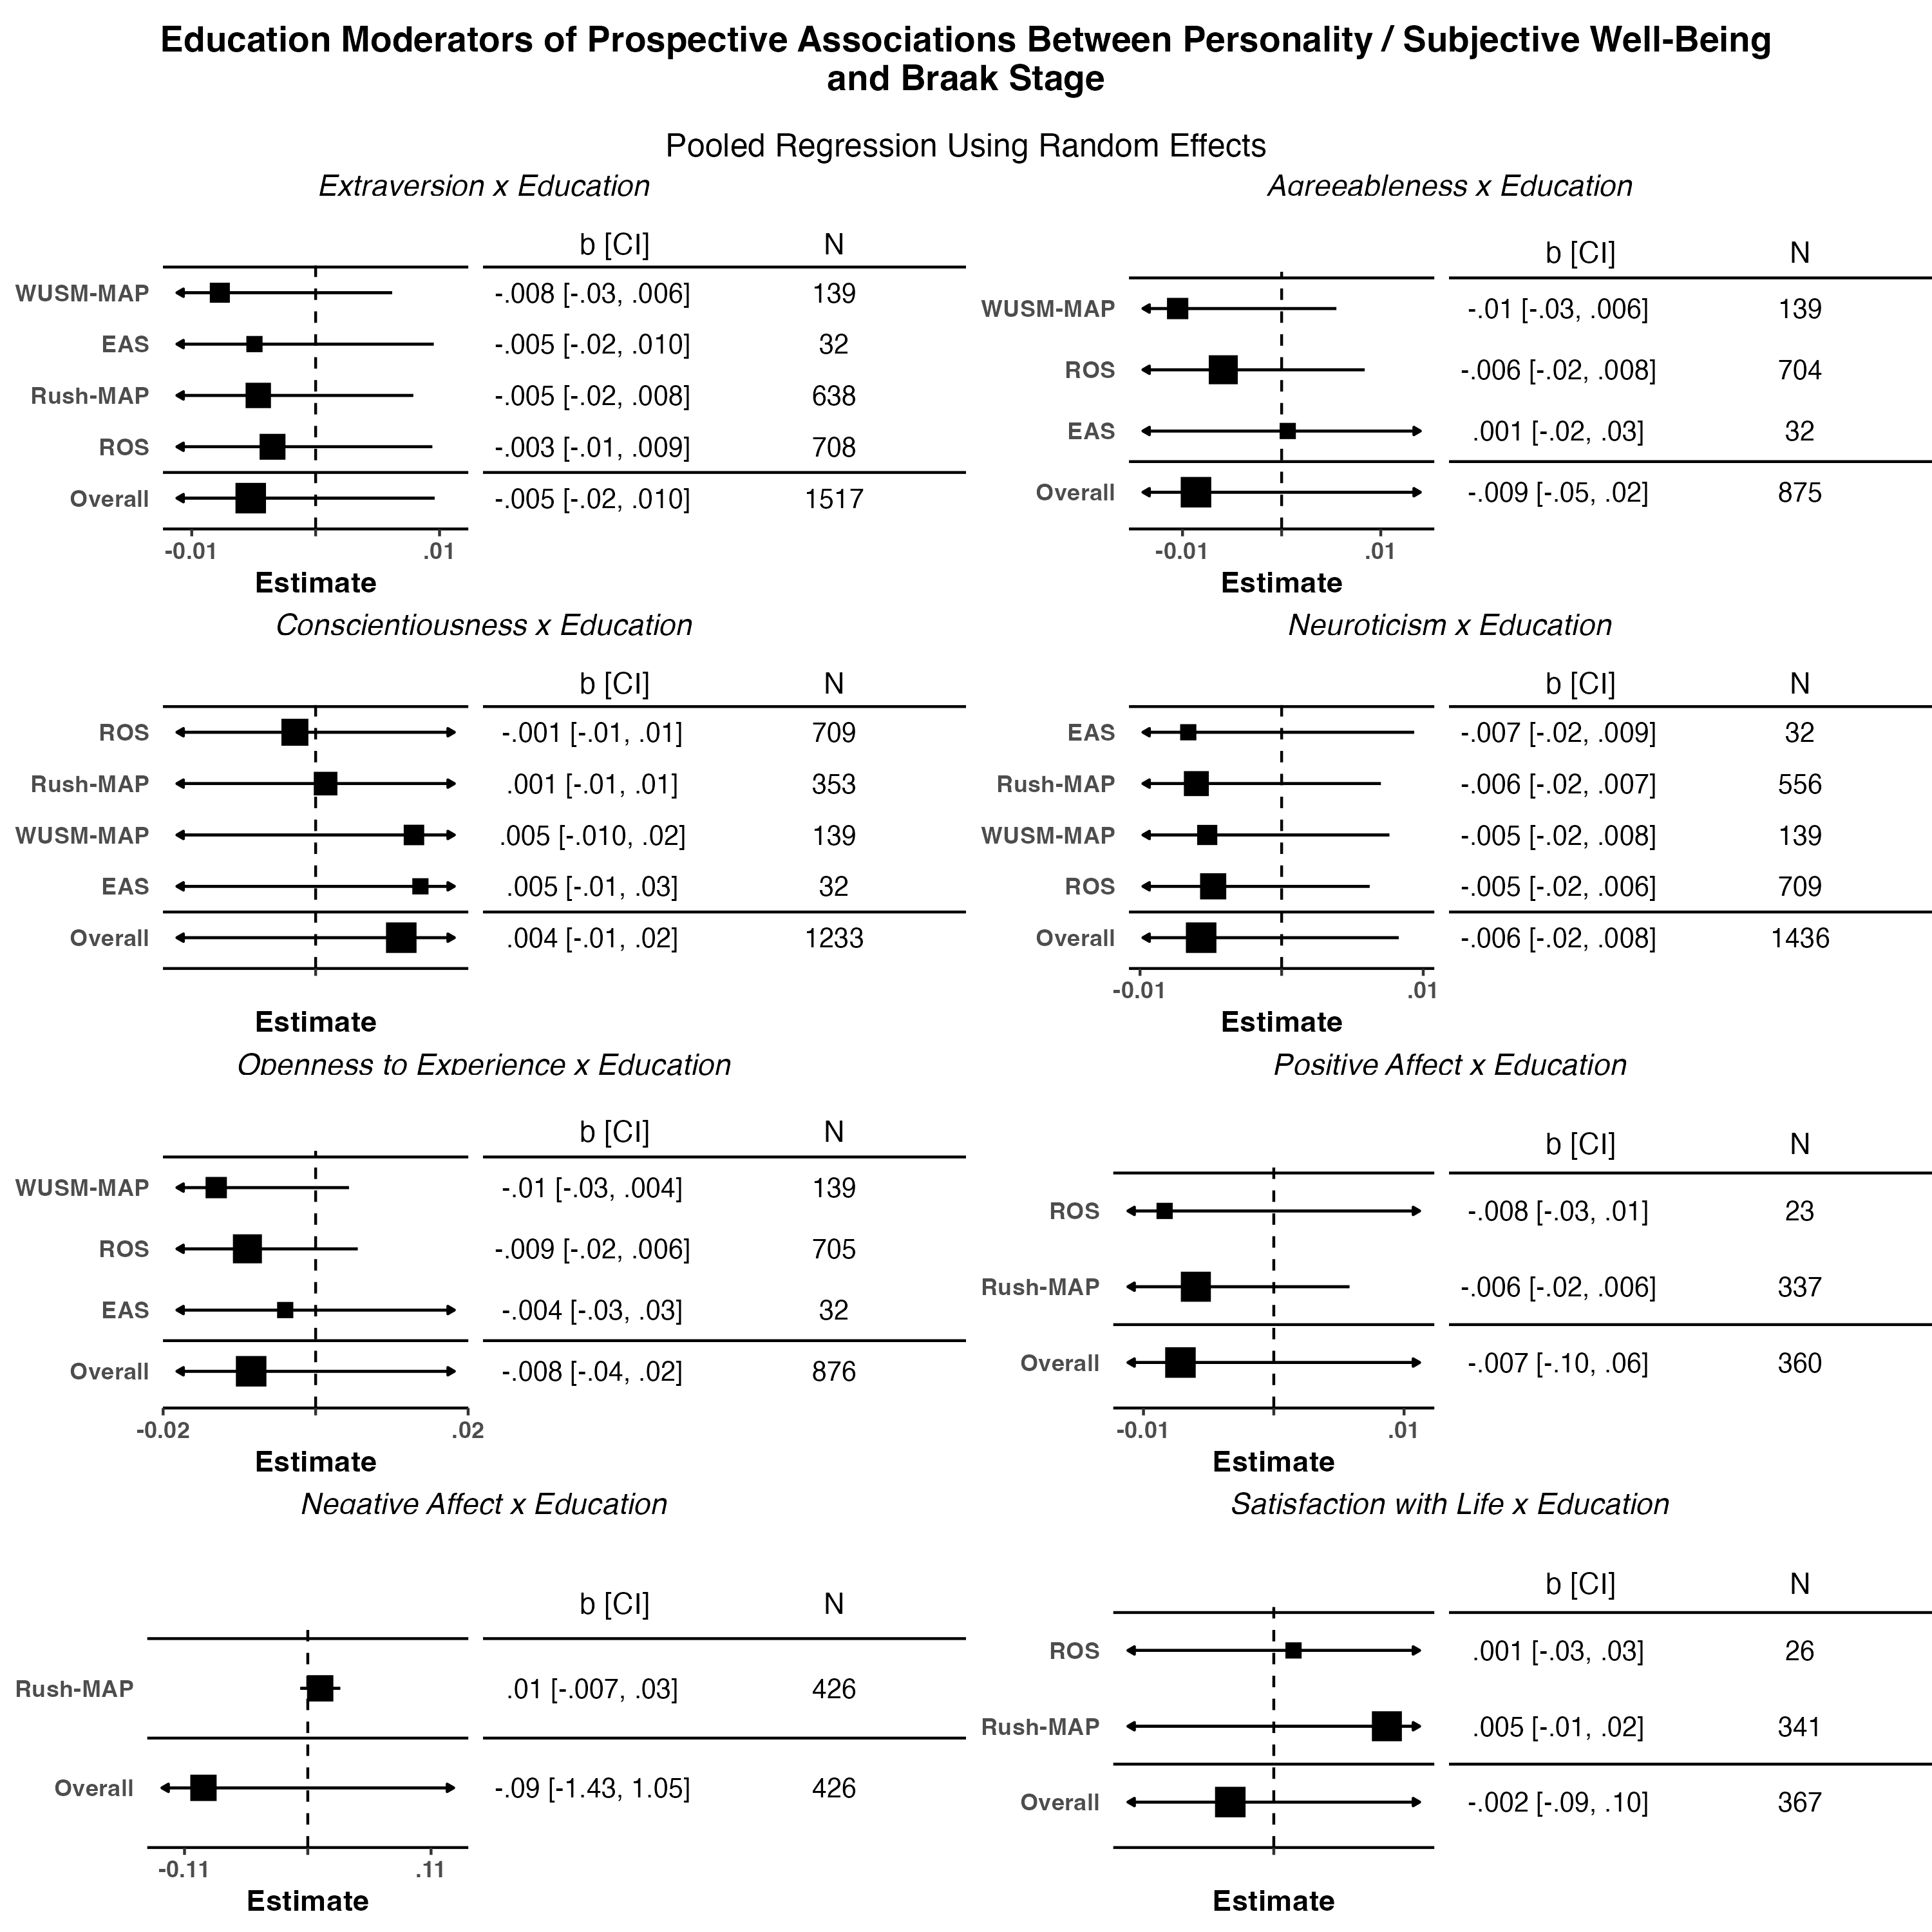 Education Moderators of Prospective Associations Between Personality / Subjective Well-Being
and Braak Stage
Pooled Regression Using Random Effects
Extraversion x Education
b [CI] N
WUSM-MAP -.008 [-.03, .006] 139
EAS -.005 [-.02, .010] 32
Rush-MAP -.005 [-.02, .008] 638
ROS -.003 [-.01, .009] 708
Overall -.005 [-.02, .010] 1517
-0.01 .01
Estimate
Agreeableness x Education
b [CI] N
WUSM-MAP -.01 [-.03, .006] 139
ROS -.006 [-.02, .008] 704
EAS .001 [-.02, .03] 32
Overall -.009 [-.05, .02] 875
-0.01 .01
Estimate
Conscientiousness x Education
b [CI] N
ROS -.001 [-.01, .01] 709
Rush-MAP .001 [-.01, .01] 353
WUSM-MAP .005 [-.010, .02] 139
EAS .005 [-.01, .03] 32
Overall .004 [-.01, .02] 1233
Estimate
Neuroticism x Education
b [CI] N
EAS -.007 [-.02, .009] 32
Rush-MAP -.006 [-.02, .007] 556
WUSM-MAP -.005 [-.02, .008] 139
ROS -.005 [-.02, .006] 709
Overall -.006 [-.02, .008] 1436
-0.01 .01
Estimate
Openness to Experience x Education
b [CI] N
WUSM-MAP -.01 [-.03, .004] 139
ROS -.009 [-.02, .006] 705
EAS -.004 [-.03, .03] 32
Overall -.008 [-.04, .02] 876
-0.02 .02
Estimate
Positive Affect x Education
b [CI] N
ROS -.008 [-.03, .01] 23
Rush-MAP -.006 [-.02, .006] 337
Overall -.007 [-.10, .06] 360
-0.01 .01
Estimate
Negative Affect x Education
b [CI] N
Rush-MAP .01 [-.007, .03] 426
Overall -.09 [-1.43, 1.05] 426
-0.11 .11
Estimate
Satisfaction with Life x Education
b [CI] N
ROS .001 [-.03, .03] 26
Rush-MAP .005 [-.01, .02] 341
Overall -.002 [-.09, .10] 367
Estimate